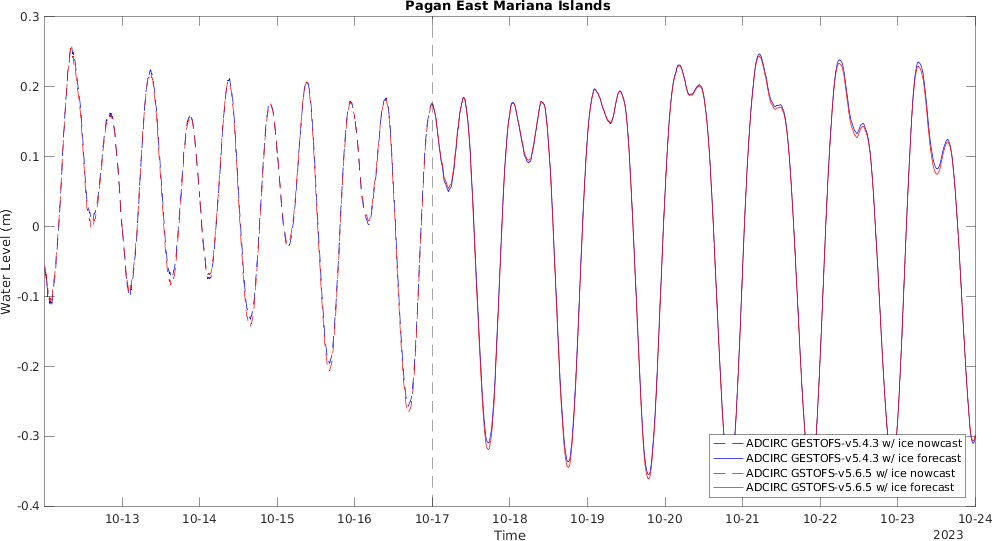 Pagan East Mariana Islands
Water Level (m)
0.3
0.2
0.1
0
-0.1
-0.2
-0.3
-0.4
ADCIRC GESTOFS-v5.4.3 w/ ice nowcast
ADCIRC GESTOFS-v5.4.3 w/ ice forecast
ADCIRC GSTOFS-v5.6.5 w/ ice nowcast
ADCIRC GSTOFS-v5.6.5 w/ ice forecast
10-13 10-14 10-15 10-16 10-17 10-18 10-19 10-20 10-21 10-22 10-23 10-24
Time
2023